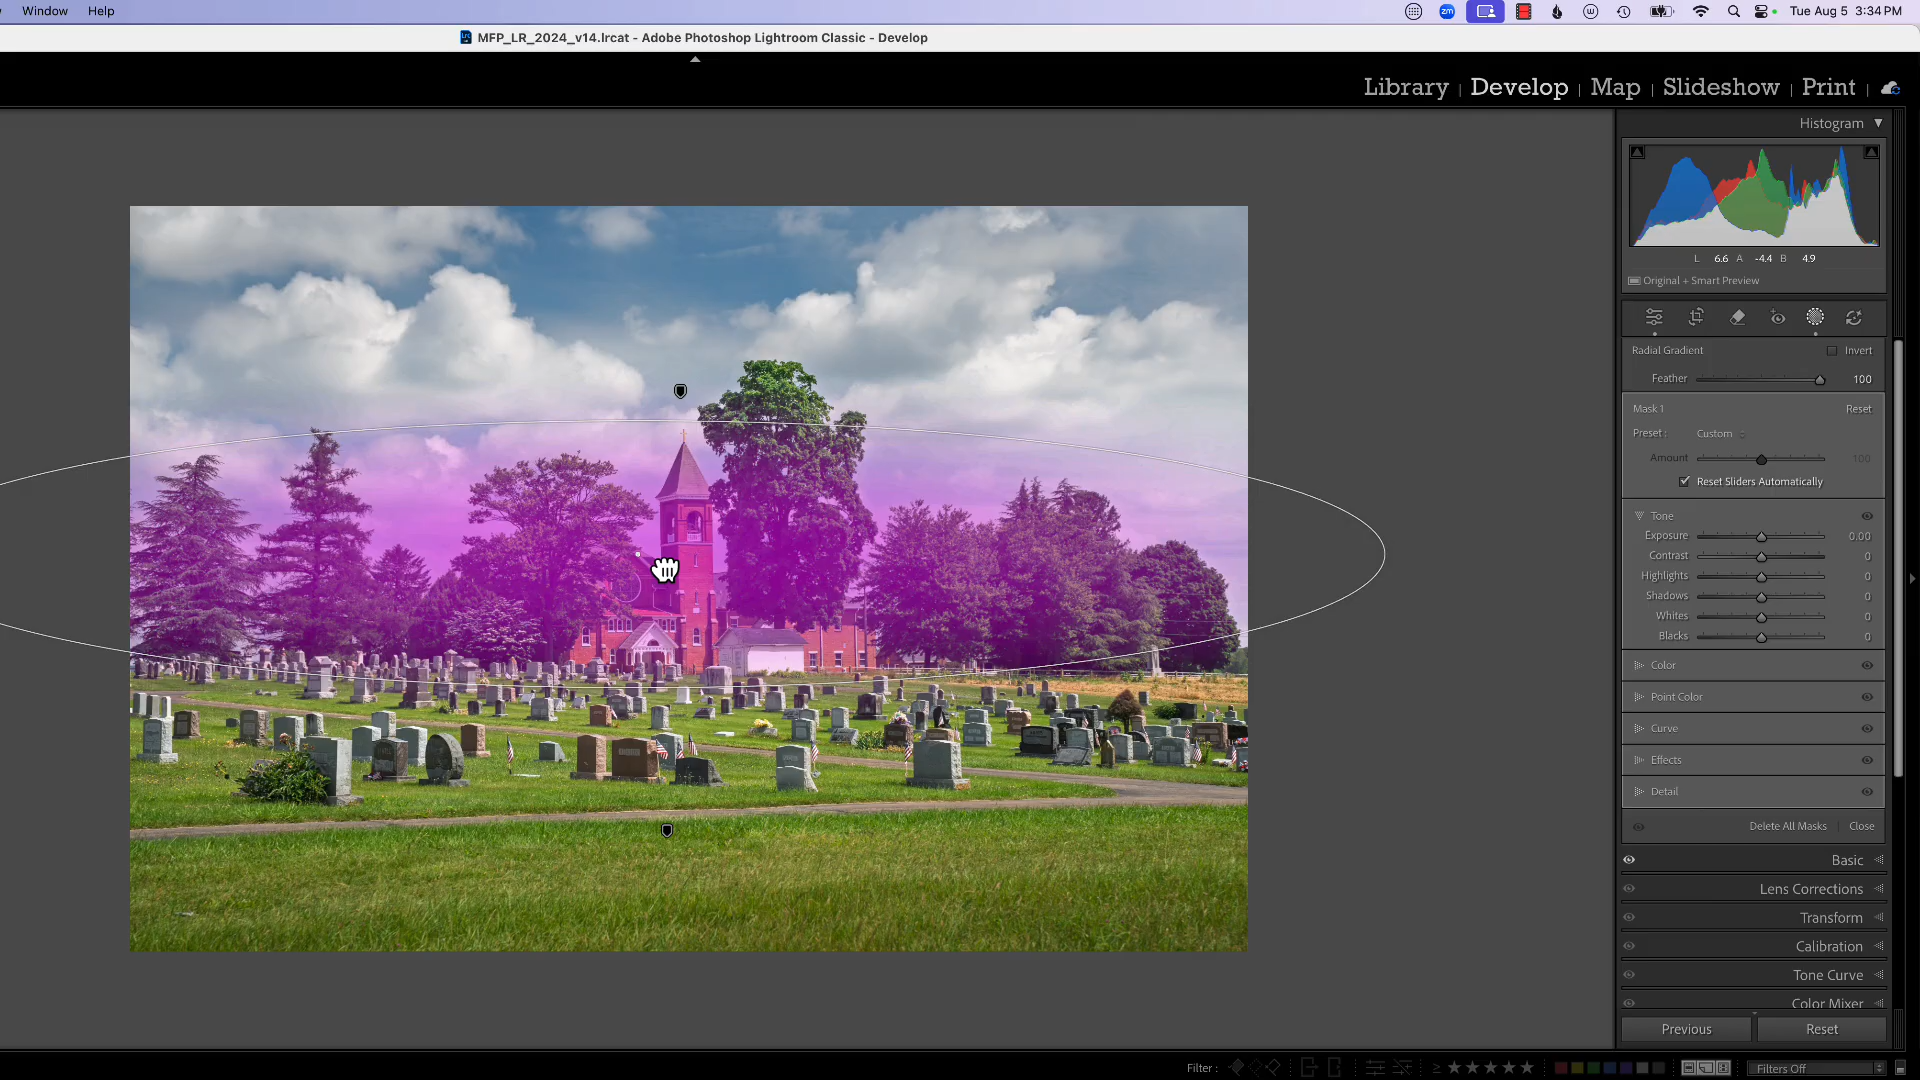 Window Help
Tue Aug 5 3:34 PM
MFP_LR_2024_v14.lrcat - Adobe Photoshop Lightroom Classic - Develop
Library | Develop | Map | Slideshow | Print |
Histogram
L 6.6 A -4.4 B 4.9
Original + Smart Preview
Radial Gradient Invert
Feather 100
Mask 1 Reset
Preset : Custom
Amount 100
Reset Sliders Automatically
Tone
Exposure 0.00
Contrast 0
Highlights 0
Shadows 0
Whites 0
Blacks 0
Color
Point Color
Curve
Effects
Detail
Delete All Masks Close
Basic
Lens Corrections
Transform
Calibration
Tone Curve
Color Mixer
Previous Reset
Filter : Filters Off